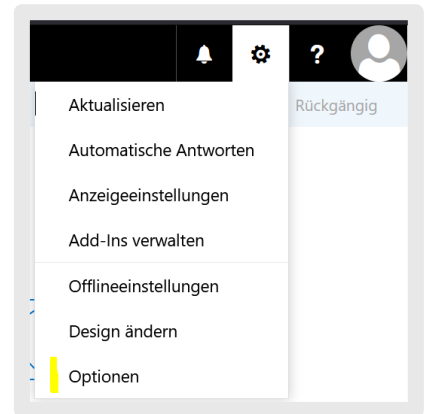 ?
Aktualisieren
Rückgängig
Automatische Antworten
Anzeigeeinstellungen
Add-Ins verwalten
Offlineeinstellungen
Design ändern
Optionen